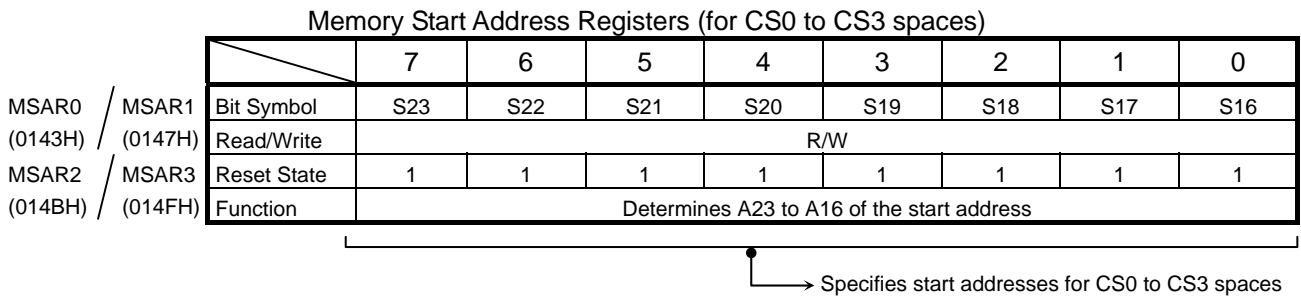 Memory Start Address Registers (for CS0 to CS3 spaces)
7 6 5 4 3 2 1 0
MSAR0 / MSAR1 Bit Symbol S23 S22 S21 S20 S19 S18 S17 S16
(0143H) (0147H) Read/Write R/W
MSAR2 / MSAR3 Reset State 1 1 1 1 1 1 1 1
(014BH) (014FH) Function Determines A23 to A16 of the start address
Specifies start addresses for CS0 to CS3 spaces